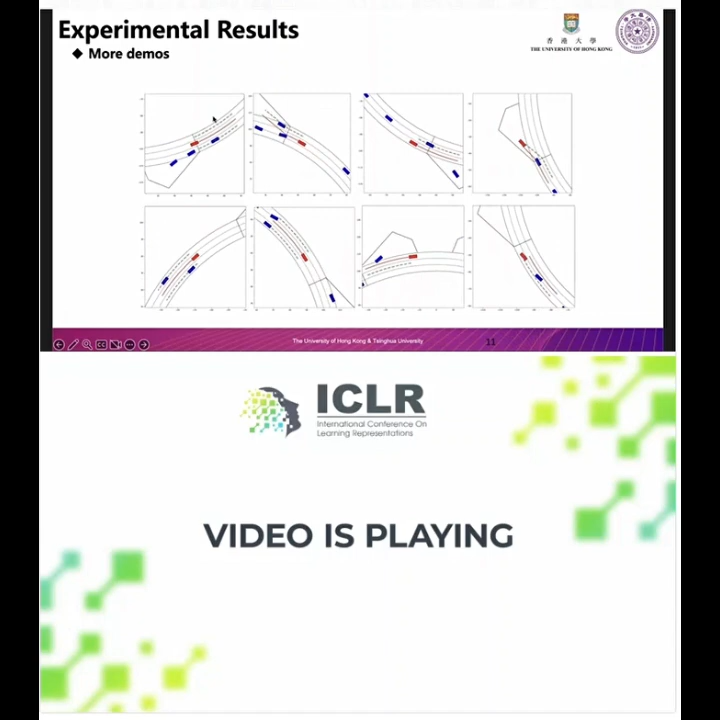 Experimental Results
◆ More demos
香 港 大 學
THE UNIVERSITY OF HONG KONG
The University of Hong Kong & Tsinghua University
11
ICLR
International Conference On
Learning Representations
VIDEO IS PLAYING